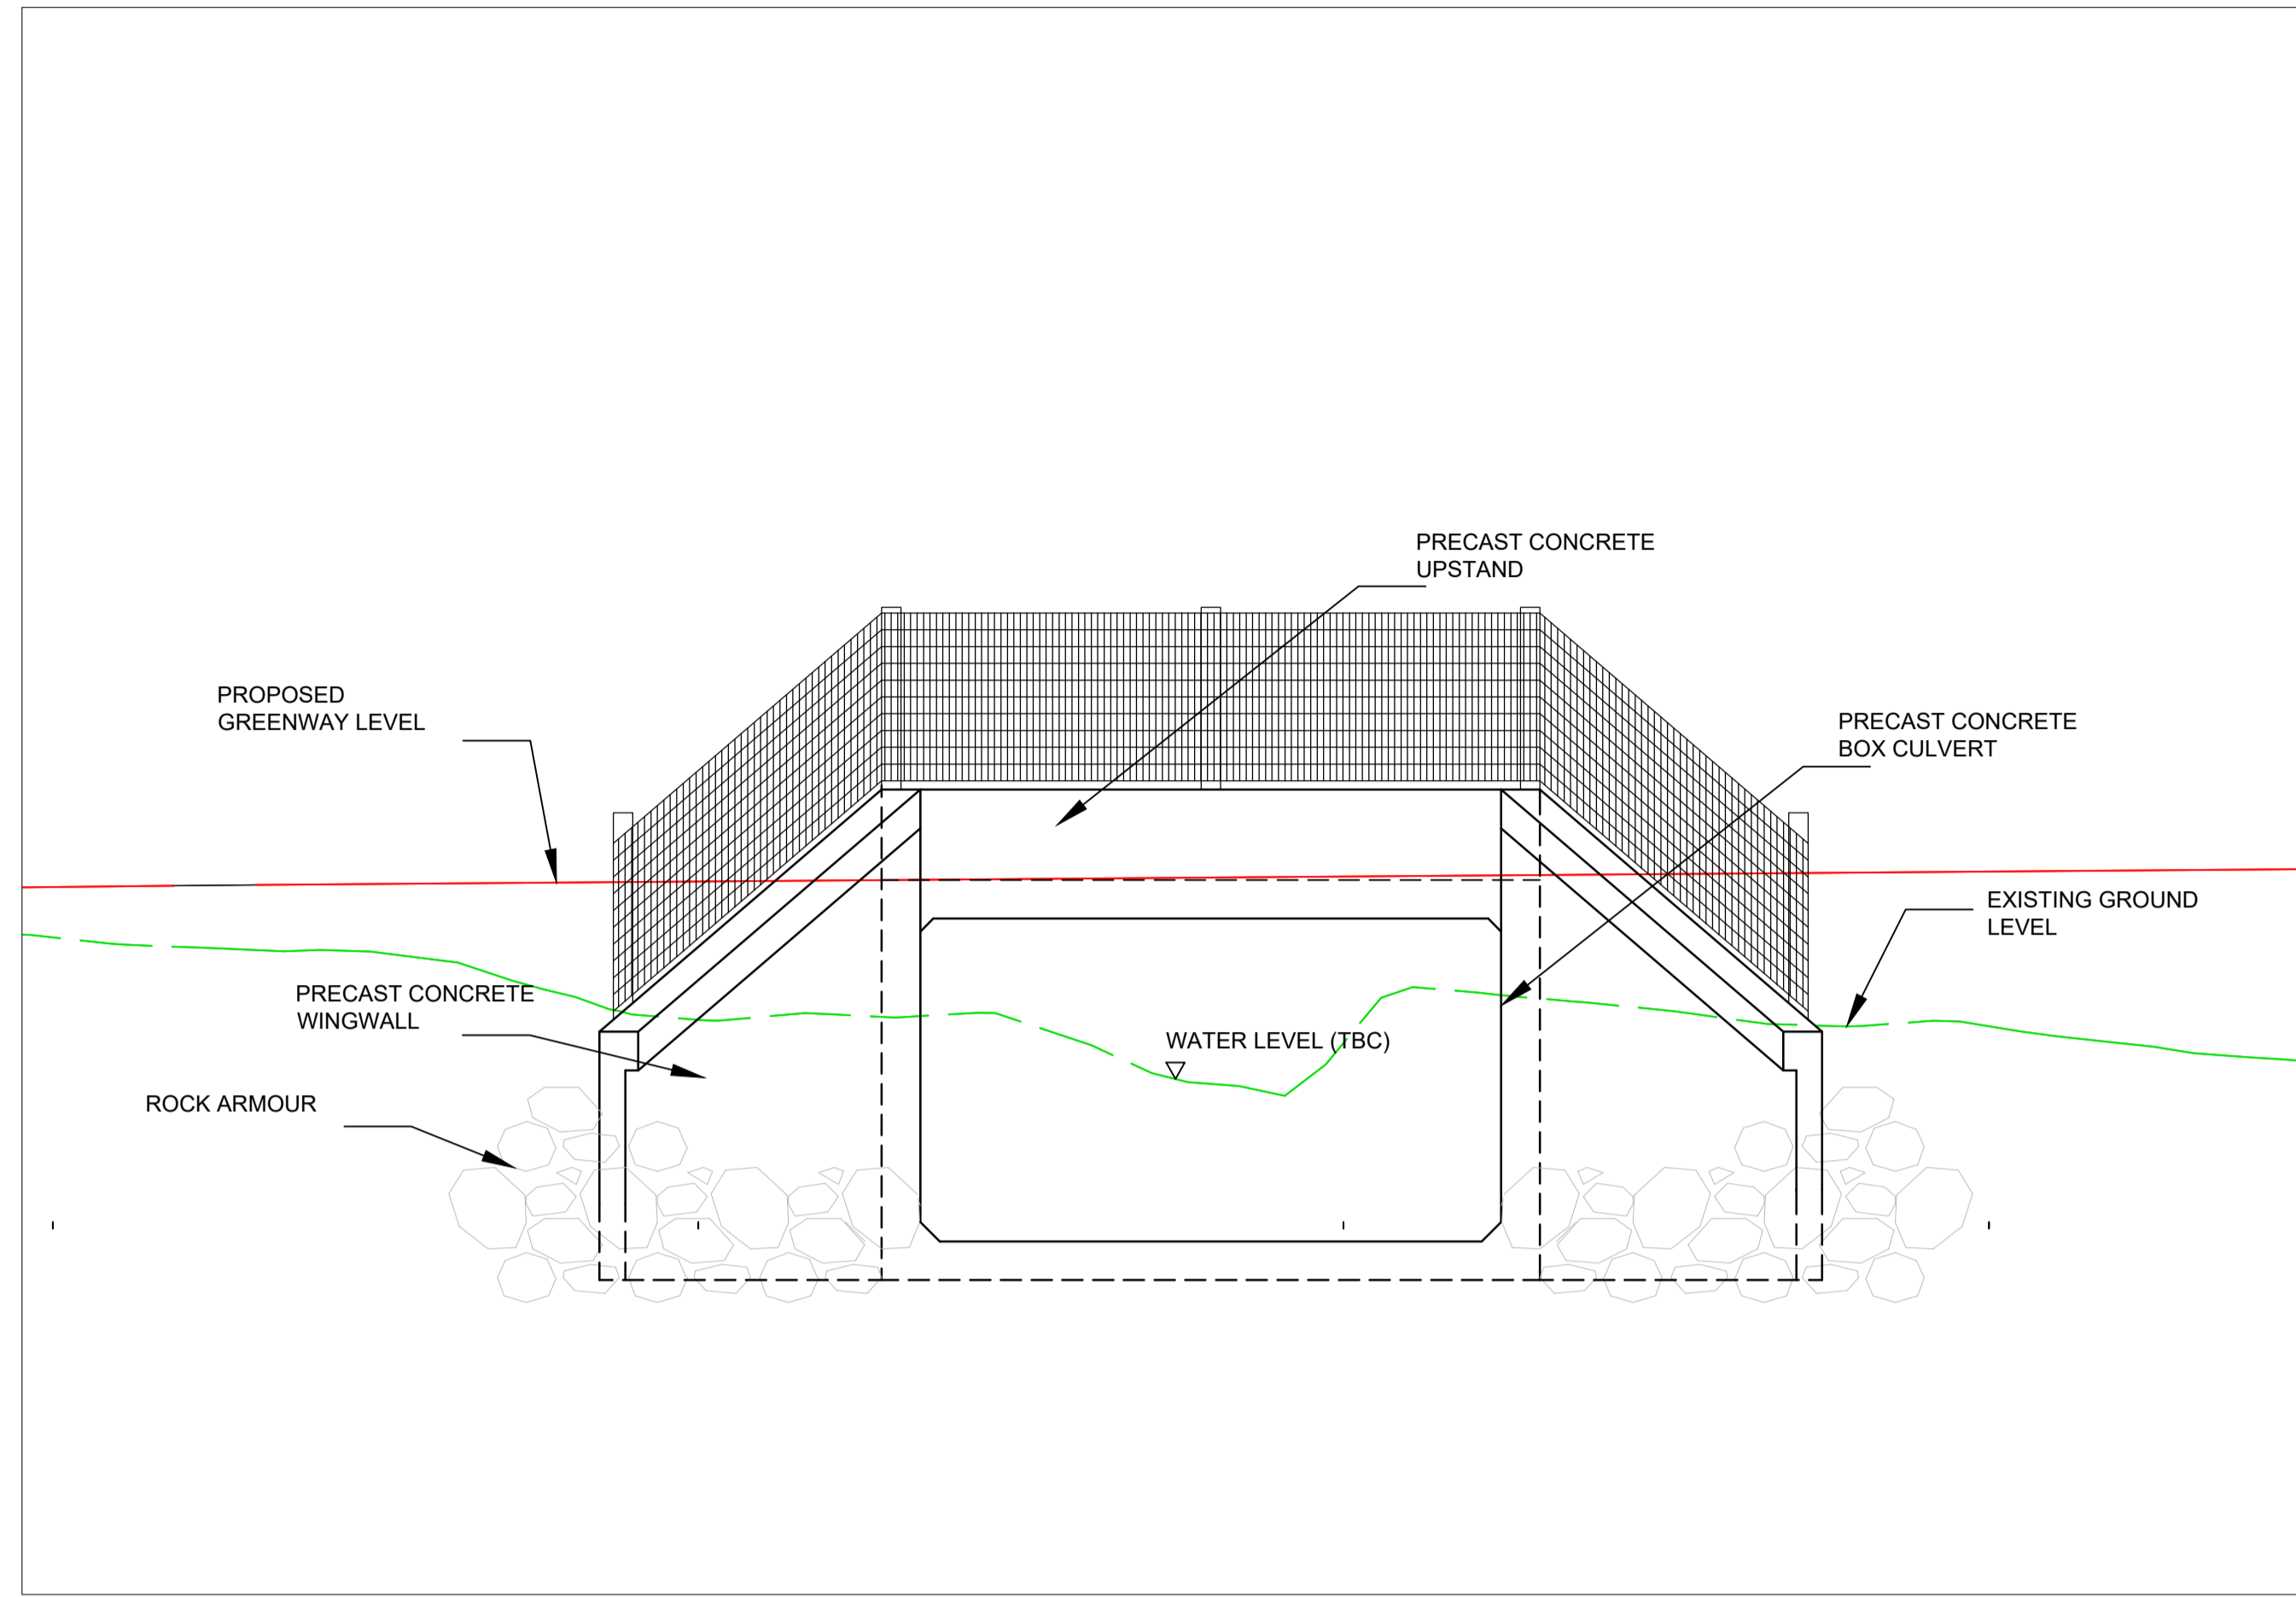 PRECAST CONCRETE
UPSTAND
PROPOSED
GREENWAY LEVEL
PRECAST CONCRETE
BOX CULVERT
EXISTING GROUND
LEVEL
PRECAST CONCRETE
WINGWALL
WATER LEVEL (TBC)
ROCK ARMOUR